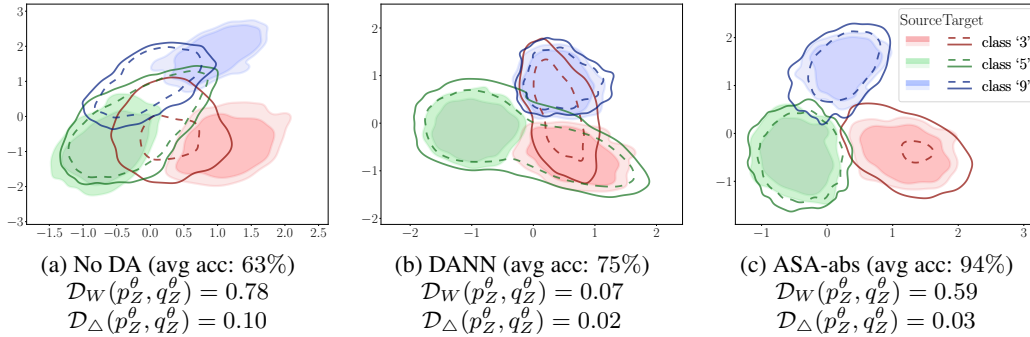 3
2
1
0
−1
−2
−3
−1.5 −1.0 −0.5 0.0 0.5 1.0 1.5 2.0 2.5
2
1
0
−1
−2
−2 −1 0 1 2
2
1
0
−1
−1 0 1 2 3
Source Target
class ‘3’
class ‘5’
class ‘9’
(a) No DA (avg acc: 63%)
𝒟_W(p_Z^θ, q_Z^θ) = 0.78
𝒟_△(p_Z^θ, q_Z^θ) = 0.10
(b) DANN (avg acc: 75%)
𝒟_W(p_Z^θ, q_Z^θ) = 0.07
𝒟_△(p_Z^θ, q_Z^θ) = 0.02
(c) ASA-abs (avg acc: 94%)
𝒟_W(p_Z^θ, q_Z^θ) = 0.59
𝒟_△(p_Z^θ, q_Z^θ) = 0.03